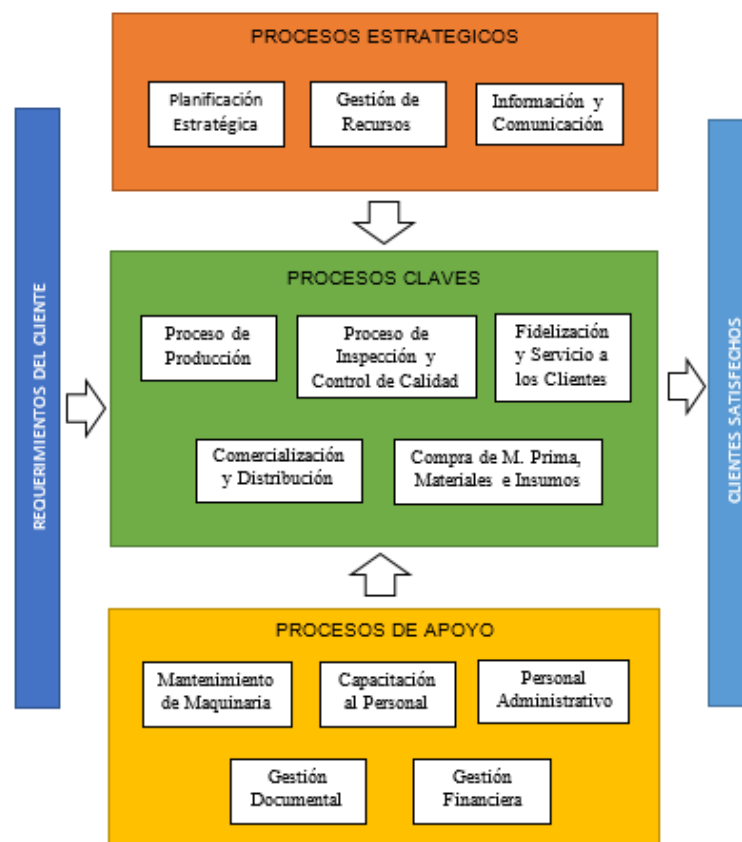 PROCESOS ESTRATEGICOS
Planificación
Estratégica
Gestión de
Recursos
Información y
Comunicación
REQUERIMIENTOS DEL CLIENTE
PROCESOS CLAVES
Proceso de
Producción
Proceso de
Inspección y
Control de Calidad
Fidelización
y Servicio a
los Clientes
Comercialización
y Distribución
Compra de M. Prima,
Materiales e Insumos
CLIENTES SATISFECHOS
PROCESOS DE APOYO
Mantenimiento
de Maquinaria
Capacitación
al Personal
Personal
Administrativo
Gestión
Documental
Gestión
Financiera